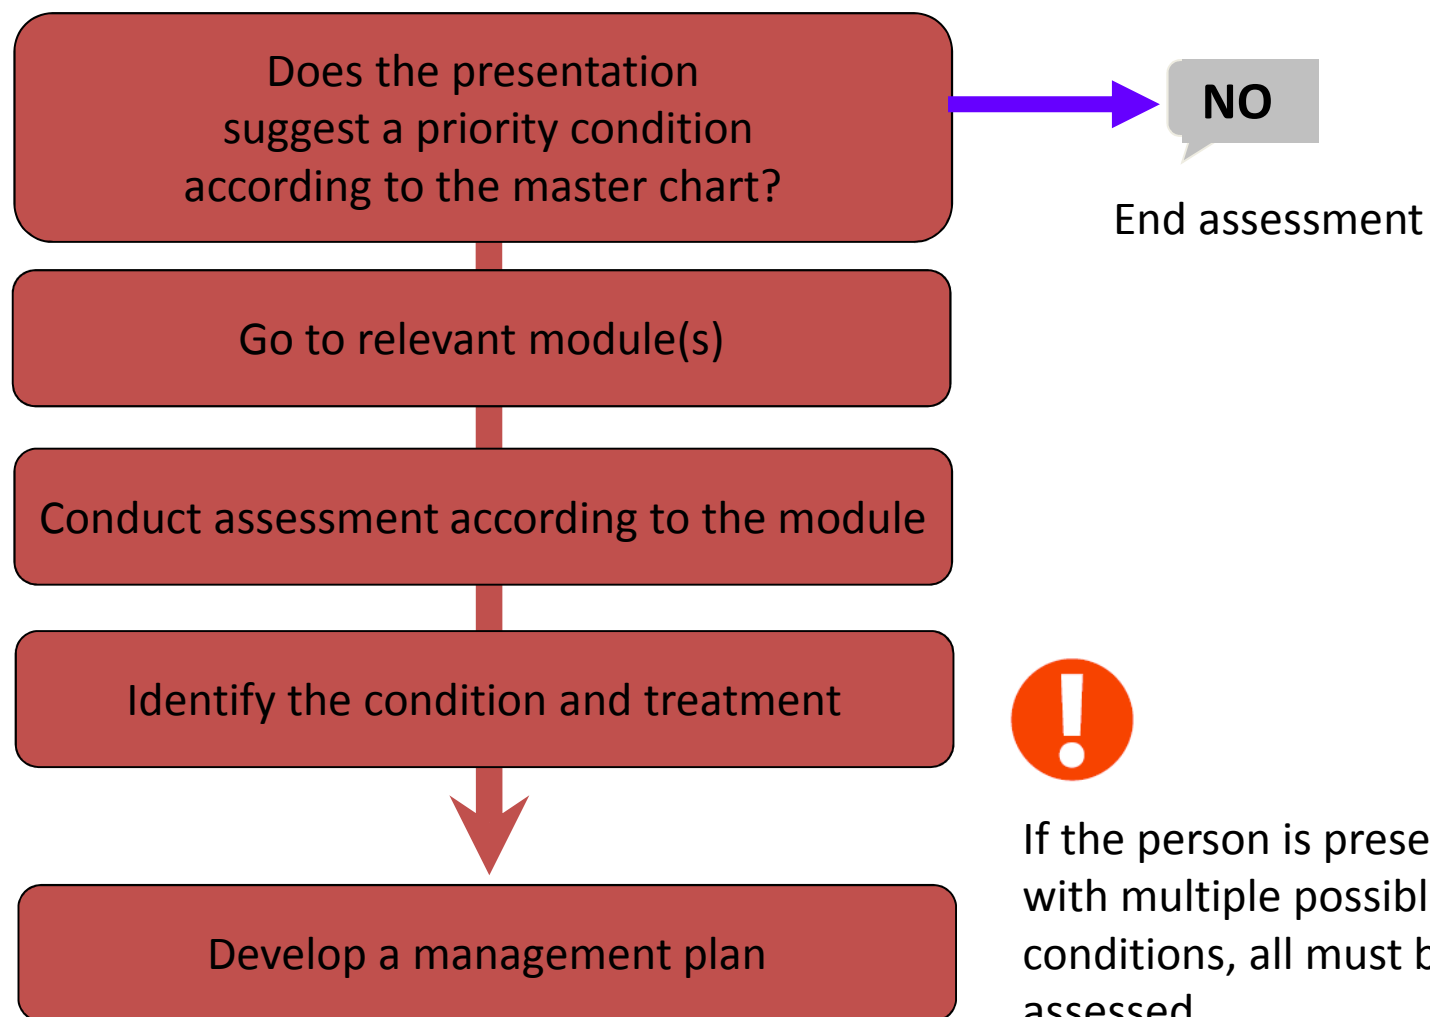 Does the presentation
suggest a priority condition
according to the master chart?
NO
End assessment
Go to relevant module(s)
Conduct assessment according to the module
Identify the condition and treatment
Develop a management plan
If the person is prese
with multiple possibl
conditions, all must b
assessed